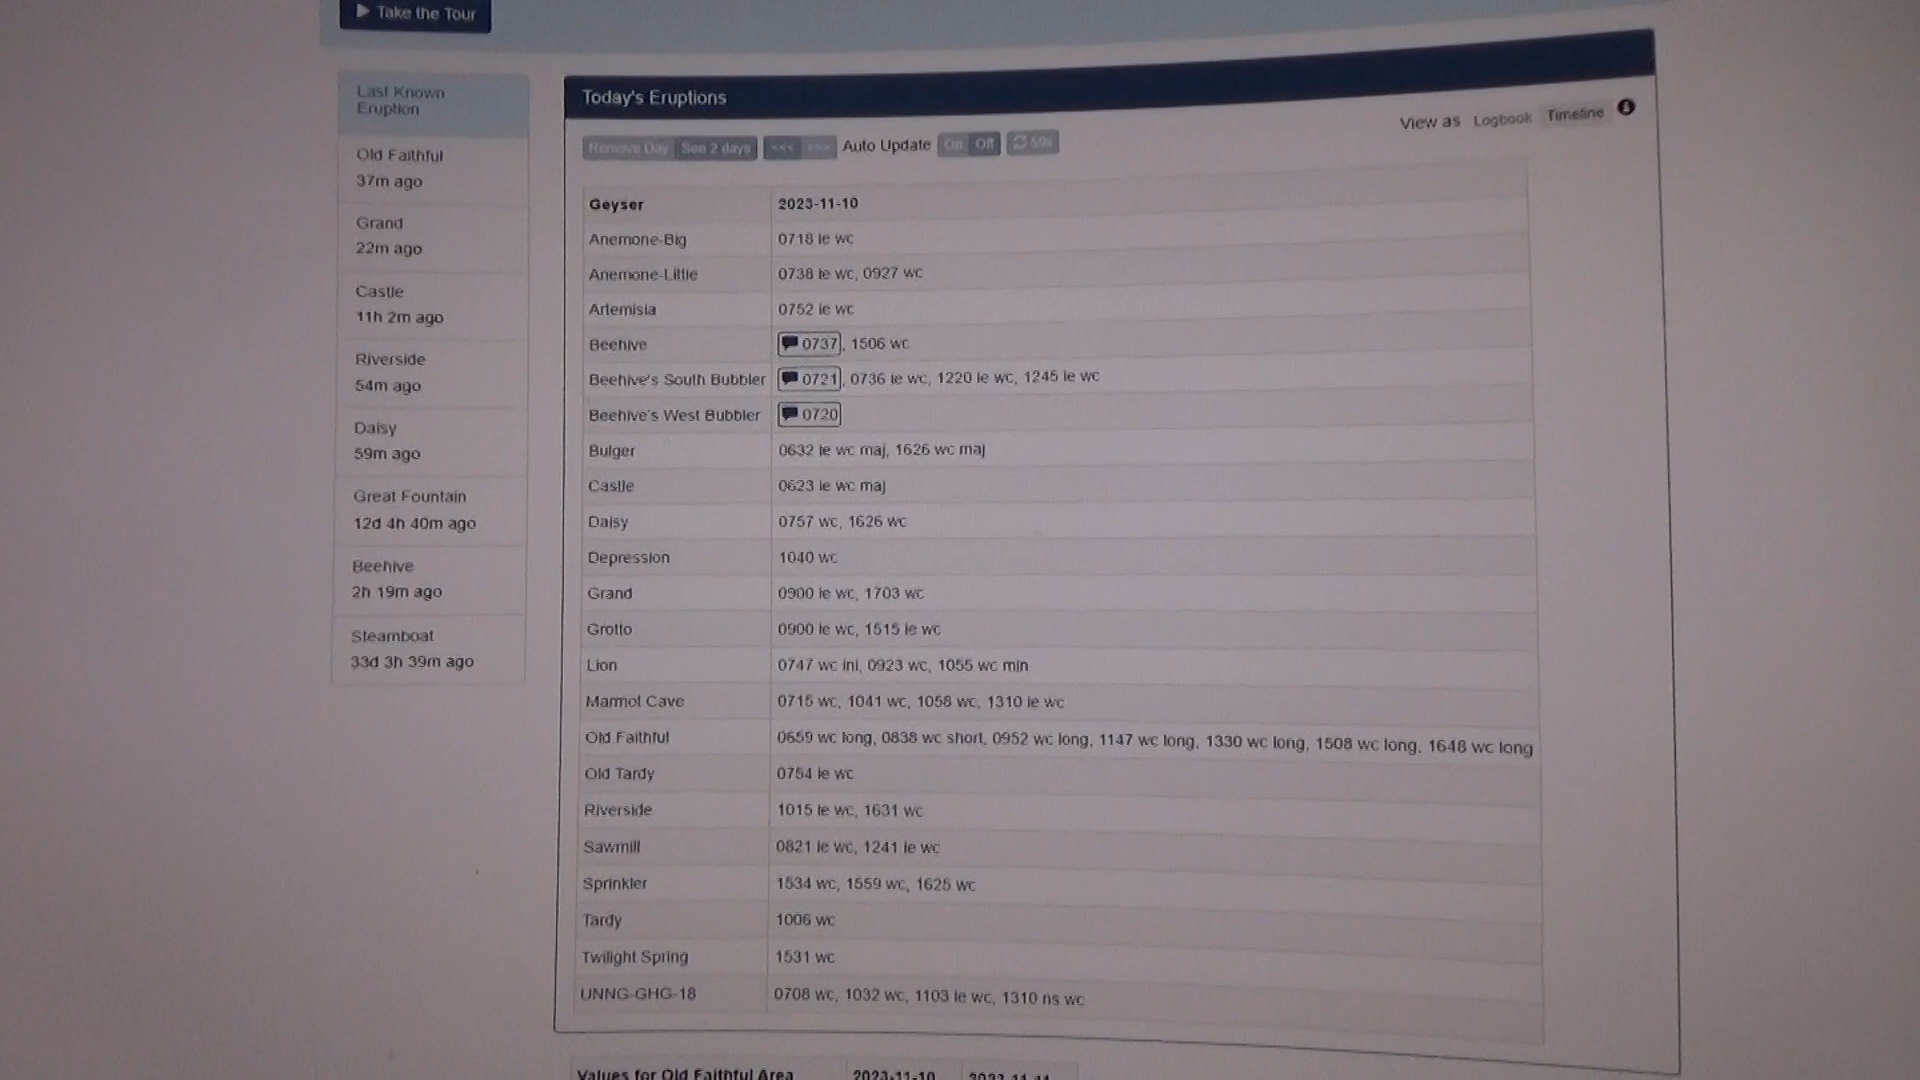 Take the Tour
Last Known
Eruption
Old Faithful
37m ago
Grand
22m ago
Castle
11h 2m ago
Riverside
54m ago
Daisy
59m ago
Great Fountain
12d 4h 40m ago
Beehive
2h 19m ago
Steamboat
33d 3h 39m ago
Today's Eruptions
View as Logbook Timeline
Remove Day See 2 days <<< >>> Auto Update On Off 59s
Geyser 2023-11-10
Anemone-Big 0718 ie wc
Anemone-Little 0738 ie wc, 0927 wc
Artemisia 0752 ie wc
Beehive 0737, 1506 wc
Beehive's South Bubbler 0721, 0736 ie wc, 1220 ie wc, 1245 ie wc
Beehive's West Bubbler 0720
Bulger 0632 ie wc maj, 1626 wc maj
Castle 0623 ie wc maj
Daisy 0757 wc, 1626 wc
Depression 1040 wc
Grand 0900 ie wc, 1703 wc
Grotto 0900 ie wc, 1515 ie wc
Lion 0747 wc ini, 0923 wc, 1055 wc min
Marmot Cave 0715 wc, 1041 wc, 1058 wc, 1310 ie wc
Old Faithful 0659 wc long, 0838 wc short, 0952 wc long, 1147 wc long, 1330 wc long, 1508 wc long, 1648 wc long
Old Tardy 0754 ie wc
Riverside 1015 ie wc, 1631 wc
Sawmill 0821 ie wc, 1241 ie wc
Sprinkler 1534 wc, 1559 wc, 1625 wc
Tardy 1006 wc
Twilight Spring 1531 wc
UNNG-GHG-18 0708 wc, 1032 wc, 1103 ie wc, 1310 ns wc
Values for Old Faithful Area 2023-11-10 2023-11-11